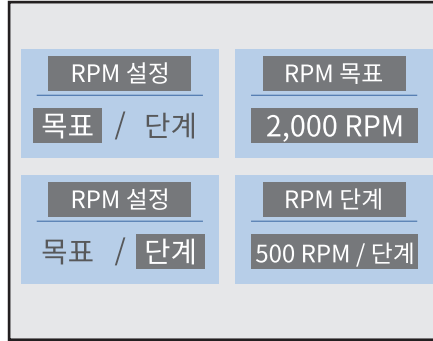 RPM 설정
목표 / 단계
RPM 목표
2,000 RPM
RPM 설정
목표 / 단계
RPM 단계
500 RPM / 단계